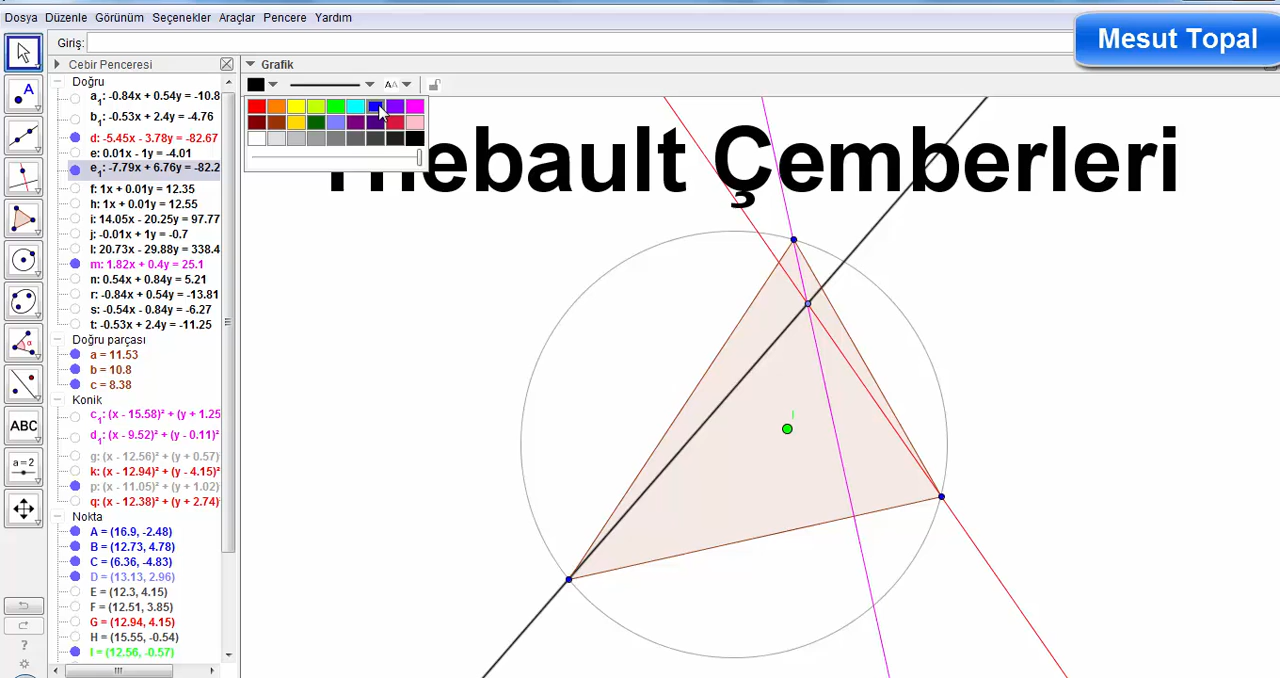 Dosya Düzenle Görünüm Seçenekler Araçlar Pencere Yardım
Mesut Topal
Giriş:
Cebir Penceresi
Grafik
Doğru
a1: -0.84x + 0.54y = -10.8
b1: -0.53x + 2.4y = -4.76
d: -5.45x - 3.78y = -82.67
e: 0.01x - 1y = -4.01
e1: -7.79x + 6.76y = -82.2
f: 1x + 0.01y = 12.35
h: 1x + 0.01y = 12.55
i: 14.05x - 20.25y = 97.77
j: -0.01x + 1y = -0.7
l: 20.73x - 29.88y = 338.4
m: 1.82x + 0.4y = 25.1
n: 0.54x + 0.84y = 5.21
r: -0.84x + 0.54y = -13.81
s: -0.54x - 0.84y = -6.27
t: -0.53x + 2.4y = -11.25
Doğru parçası
a = 11.53
b = 10.8
c = 8.38
Konik
c1: (x - 15.58)² + (y + 1.25
d1: (x - 9.52)² + (y - 0.11)²
g: (x - 12.56)² + (y + 0.57)²
k: (x - 12.94)² + (y - 4.15)²
p: (x - 11.05)² + (y + 1.02)²
q: (x - 12.38)² + (y + 2.74)²
Nokta
A = (16.9, -2.48)
B = (12.73, 4.78)
C = (6.36, -4.83)
D = (13.13, 2.96)
E = (12.3, 4.15)
F = (12.51, 3.85)
G = (12.94, 4.15)
H = (15.55, -0.54)
I = (12.56, -0.57)
ABC
a=2
AA
hebault Çemberleri
I